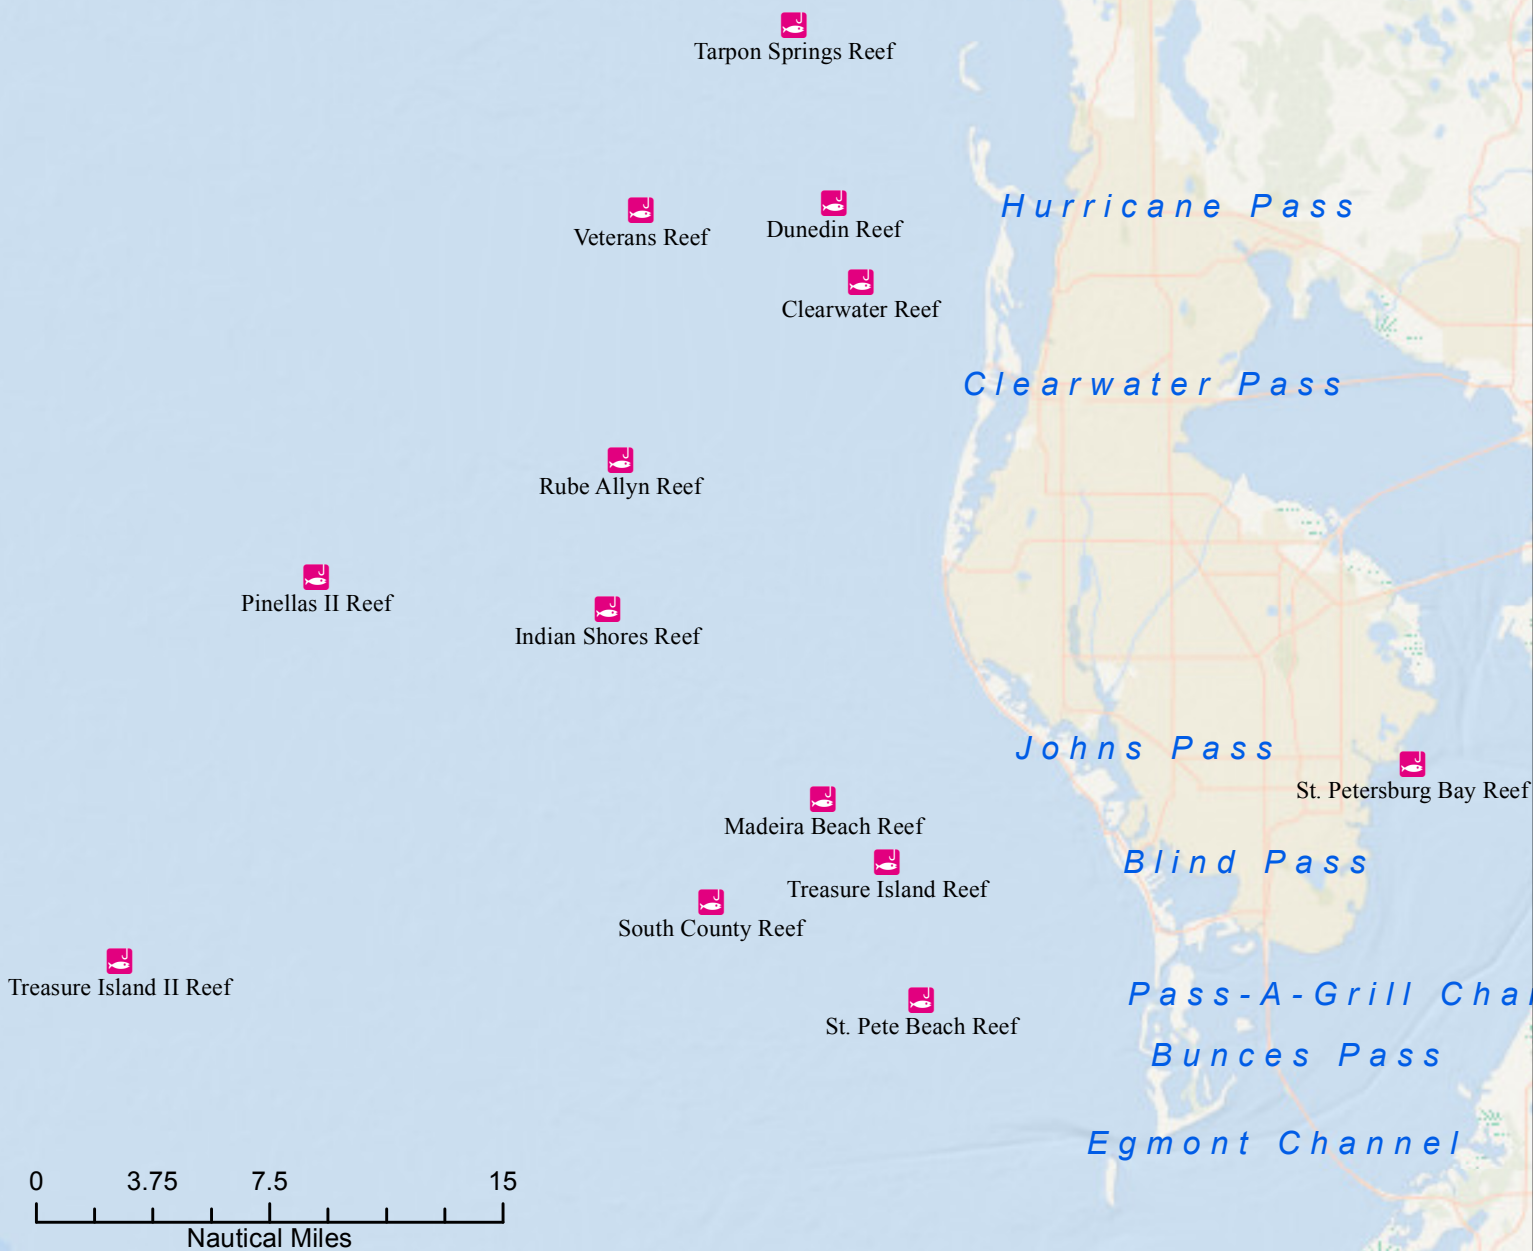 Tarpon Springs Reef
Hurricane Pass
Veterans Reef
Dunedin Reef
Clearwater Reef
Clearwater Pass
Rube Allyn Reef
Pinellas II Reef
Indian Shores Reef
Johns Pass
St. Petersburg Bay Reef
Madeira Beach Reef
Blind Pass
Treasure Island Reef
South County Reef
Treasure Island II Reef
Pass-A-Grill
St. Pete Beach Reef
Bunces Pass
Egmont Channel
0 3.75 7.5 15
Nautical Miles